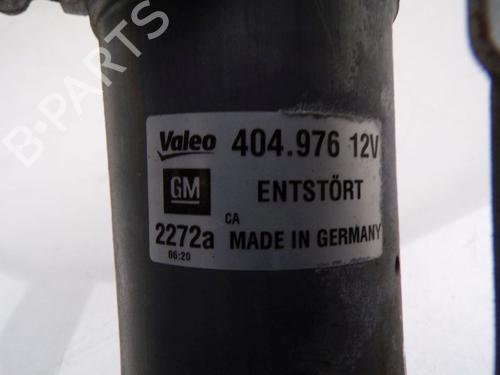 B-PARTS
Valeo 404.976 12V
GM ENTSTÖRT
CA
2272a MADE IN GERMANY
06:20